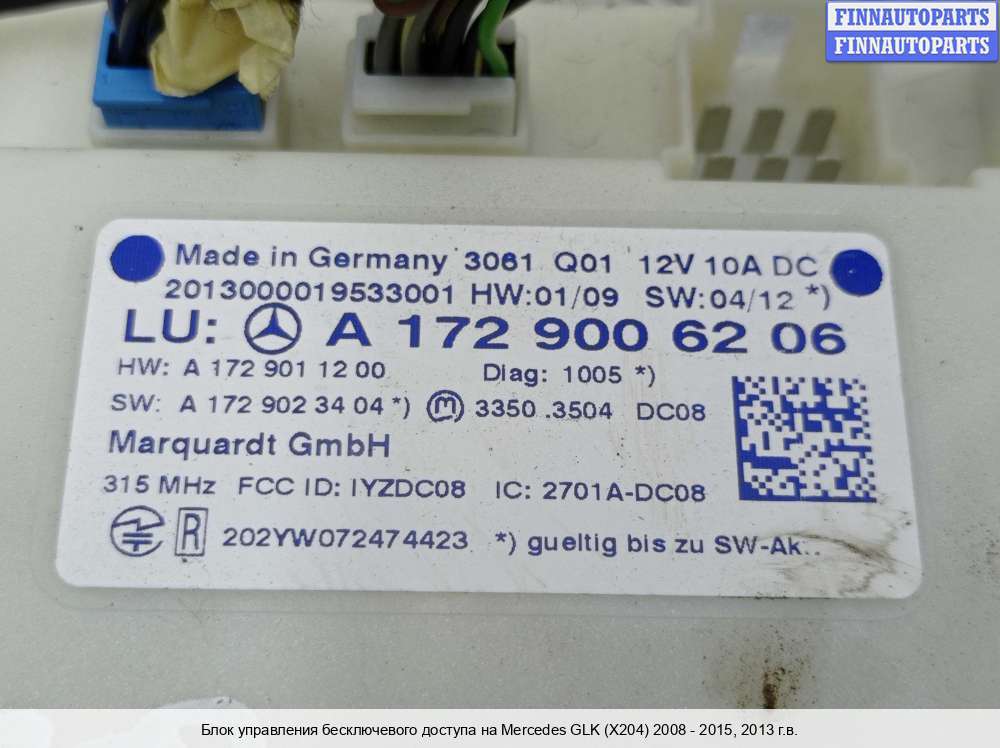 FINNAUTOPARTS
FINNAUTOPARTS
Made in Germany 3061 Q01 12V 10A DC
2013000019533001 HW:01/09 SW:04/12 *)
LU: A 172 900 62 06
HW: A 172 901 12 00 Diag: 1005 *)
SW: A 172 902 34 04 *) M 3350 .3504 DC08
Marquardt GmbH
315 MHz FCC ID: IYZDC08 IC: 2701A-DC08
R 202YW072474423 *) gueltig bis zu SW-Ak..
Блок управления бесключевого доступа на Mercedes GLK (X204) 2008 - 2015, 2013 г.в.